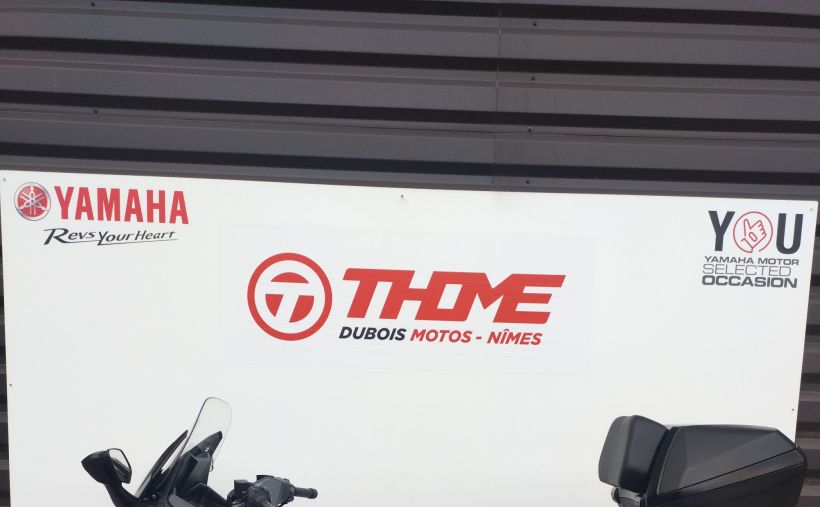 YAMAHA
Revs Your Heart
YOU
YAMAHA MOTOR
SELECTED
OCCASION
THOME
DUBOIS MOTOS - NÎMES